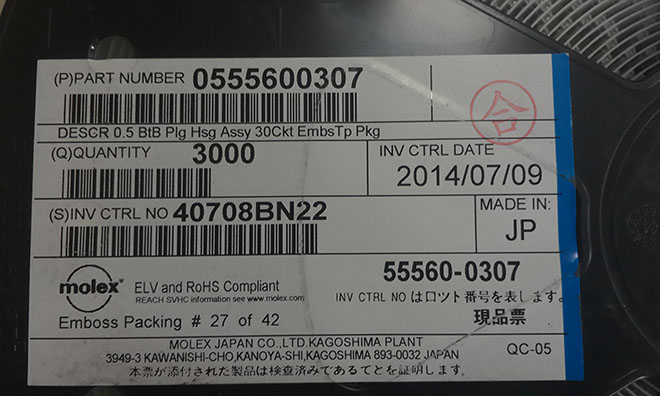 (P)PART NUMBER 0555600307
DESCR 0.5 BtB Plg Hsg Assy 30Ckt EmbsTp Pkg
合
(Q)QUANTITY 3000
INV CTRL DATE
2014/07/09
(S)INV CTRL NO 40708BN22
MADE IN:
JP
molex®
ELV and RoHS Compliant
REACH SVHC information see www.molex.com
55560-0307
INV CTRL NO は口ツト番号を表します。
Emboss Packing # 27 of 42
現品票
MOLEX JAPAN CO.,LTD.KAGOSHIMA PLANT
3949-3 KAWANISHI-CHO,KANOYA-SHI,KAGOSHIMA 893-0032 JAPAN
QC-05
本票が添付された製品は検査済みであるてとを証明します。